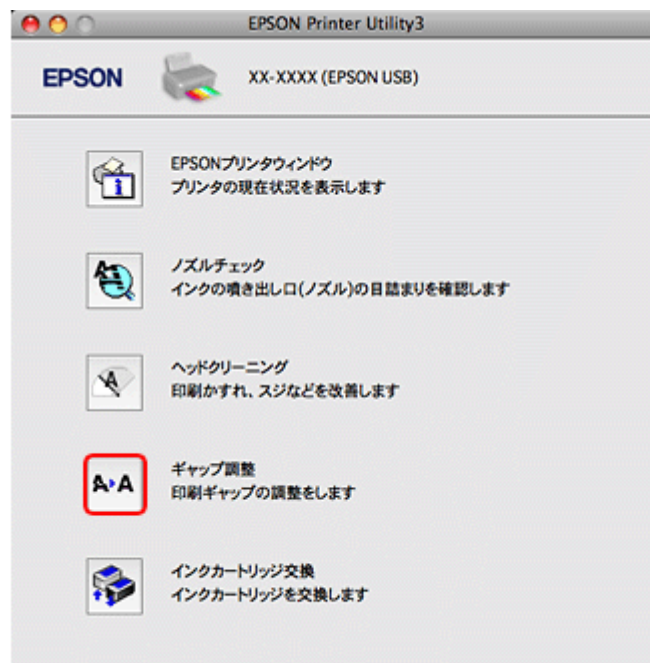 EPSON Printer Utility3
EPSON
XX-XXXX (EPSON USB)
EPSONプリンタウィンドウ
プリンタの現在状況を表示します
ノズルチェック
インクの噴き出し口(ノズル)の目詰まりを確認します
ヘッドクリーニング
印刷かすれ、スジなどを改善します
ギャップ調整
印刷ギャップの調整をします
インクカートリッジ交換
インクカートリッジを交換します